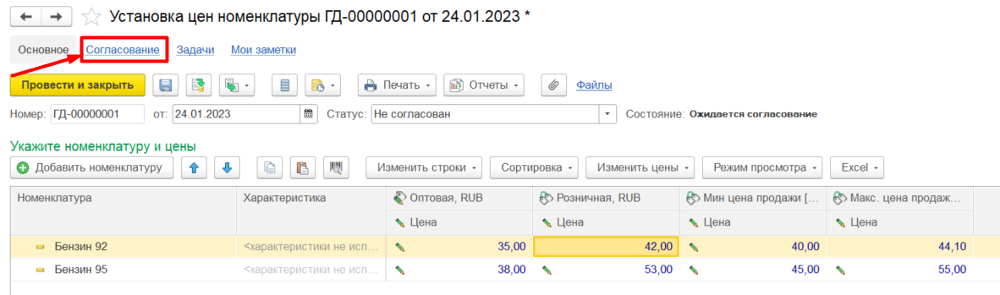 Установка цен номенклатуры ГД-00000001 от 24.01.2023 *
Основное Согласование Задачи Мои заметки
Провести и закрыть Печать Отчеты Файлы
Номер: ГД-00000001 от: 24.01.2023 Статус: Не согласован Состояние: Ожидается согласование
Укажите номенклатуру и цены
Добавить номенклатуру Изменить строки Сортировка Изменить цены Режим просмотра Excel
Номенклатура Характеристика Оптовая, RUB Розничная, RUB Мин цена продажи [... Макс. цена продаж...
Цена Цена Цена Цена
Бензин 92 <характеристики не исп... 35,00 42,00 40,00 44,10
Бензин 95 <характеристики не исп... 38,00 53,00 45,00 55,00